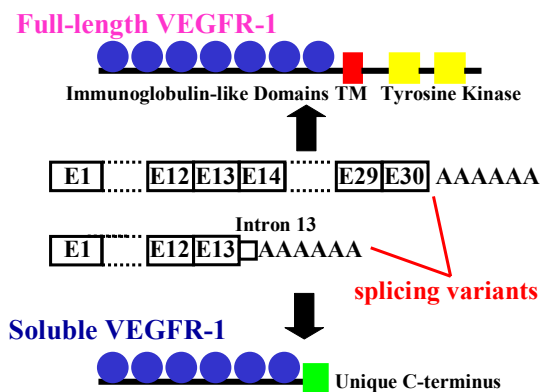 Full-length VEGFR-1
Immunoglobulin-like Domains TM Tyrosine Kinase
E1 E12 E13 E14 E29 E30 AAAAAA
Intron 13
E1 E12 E13 AAAAAA
splicing variants
Soluble VEGFR-1
Unique C-terminus